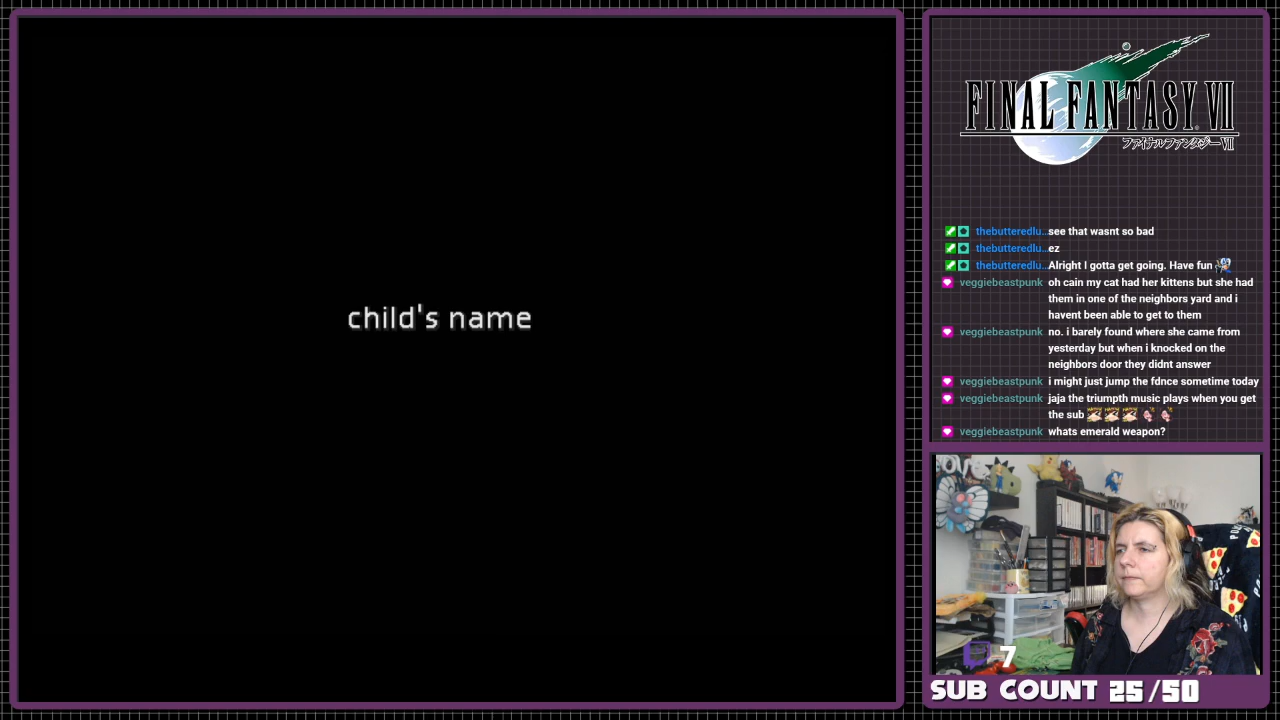 child's name
FINAL FANTASY VII
ファイナルファンタジーVII
thebutteredlu... see that wasnt so bad
thebutteredlu... ez
thebutteredlu... Alright I gotta get going. Have fun
veggiebeastpunk oh cain my cat had her kittens but she had
them in one of the neighbors yard and i
havent been able to get to them
veggiebeastpunk no. i barely found where she came from
yesterday but when i knocked on the
neighbors door they didnt answer
veggiebeastpunk i might just jump the fdnce sometime today
veggiebeastpunk jaja the triumpth music plays when you get
the sub
veggiebeastpunk whats emerald weapon?
7
SUB COUNT 25/50